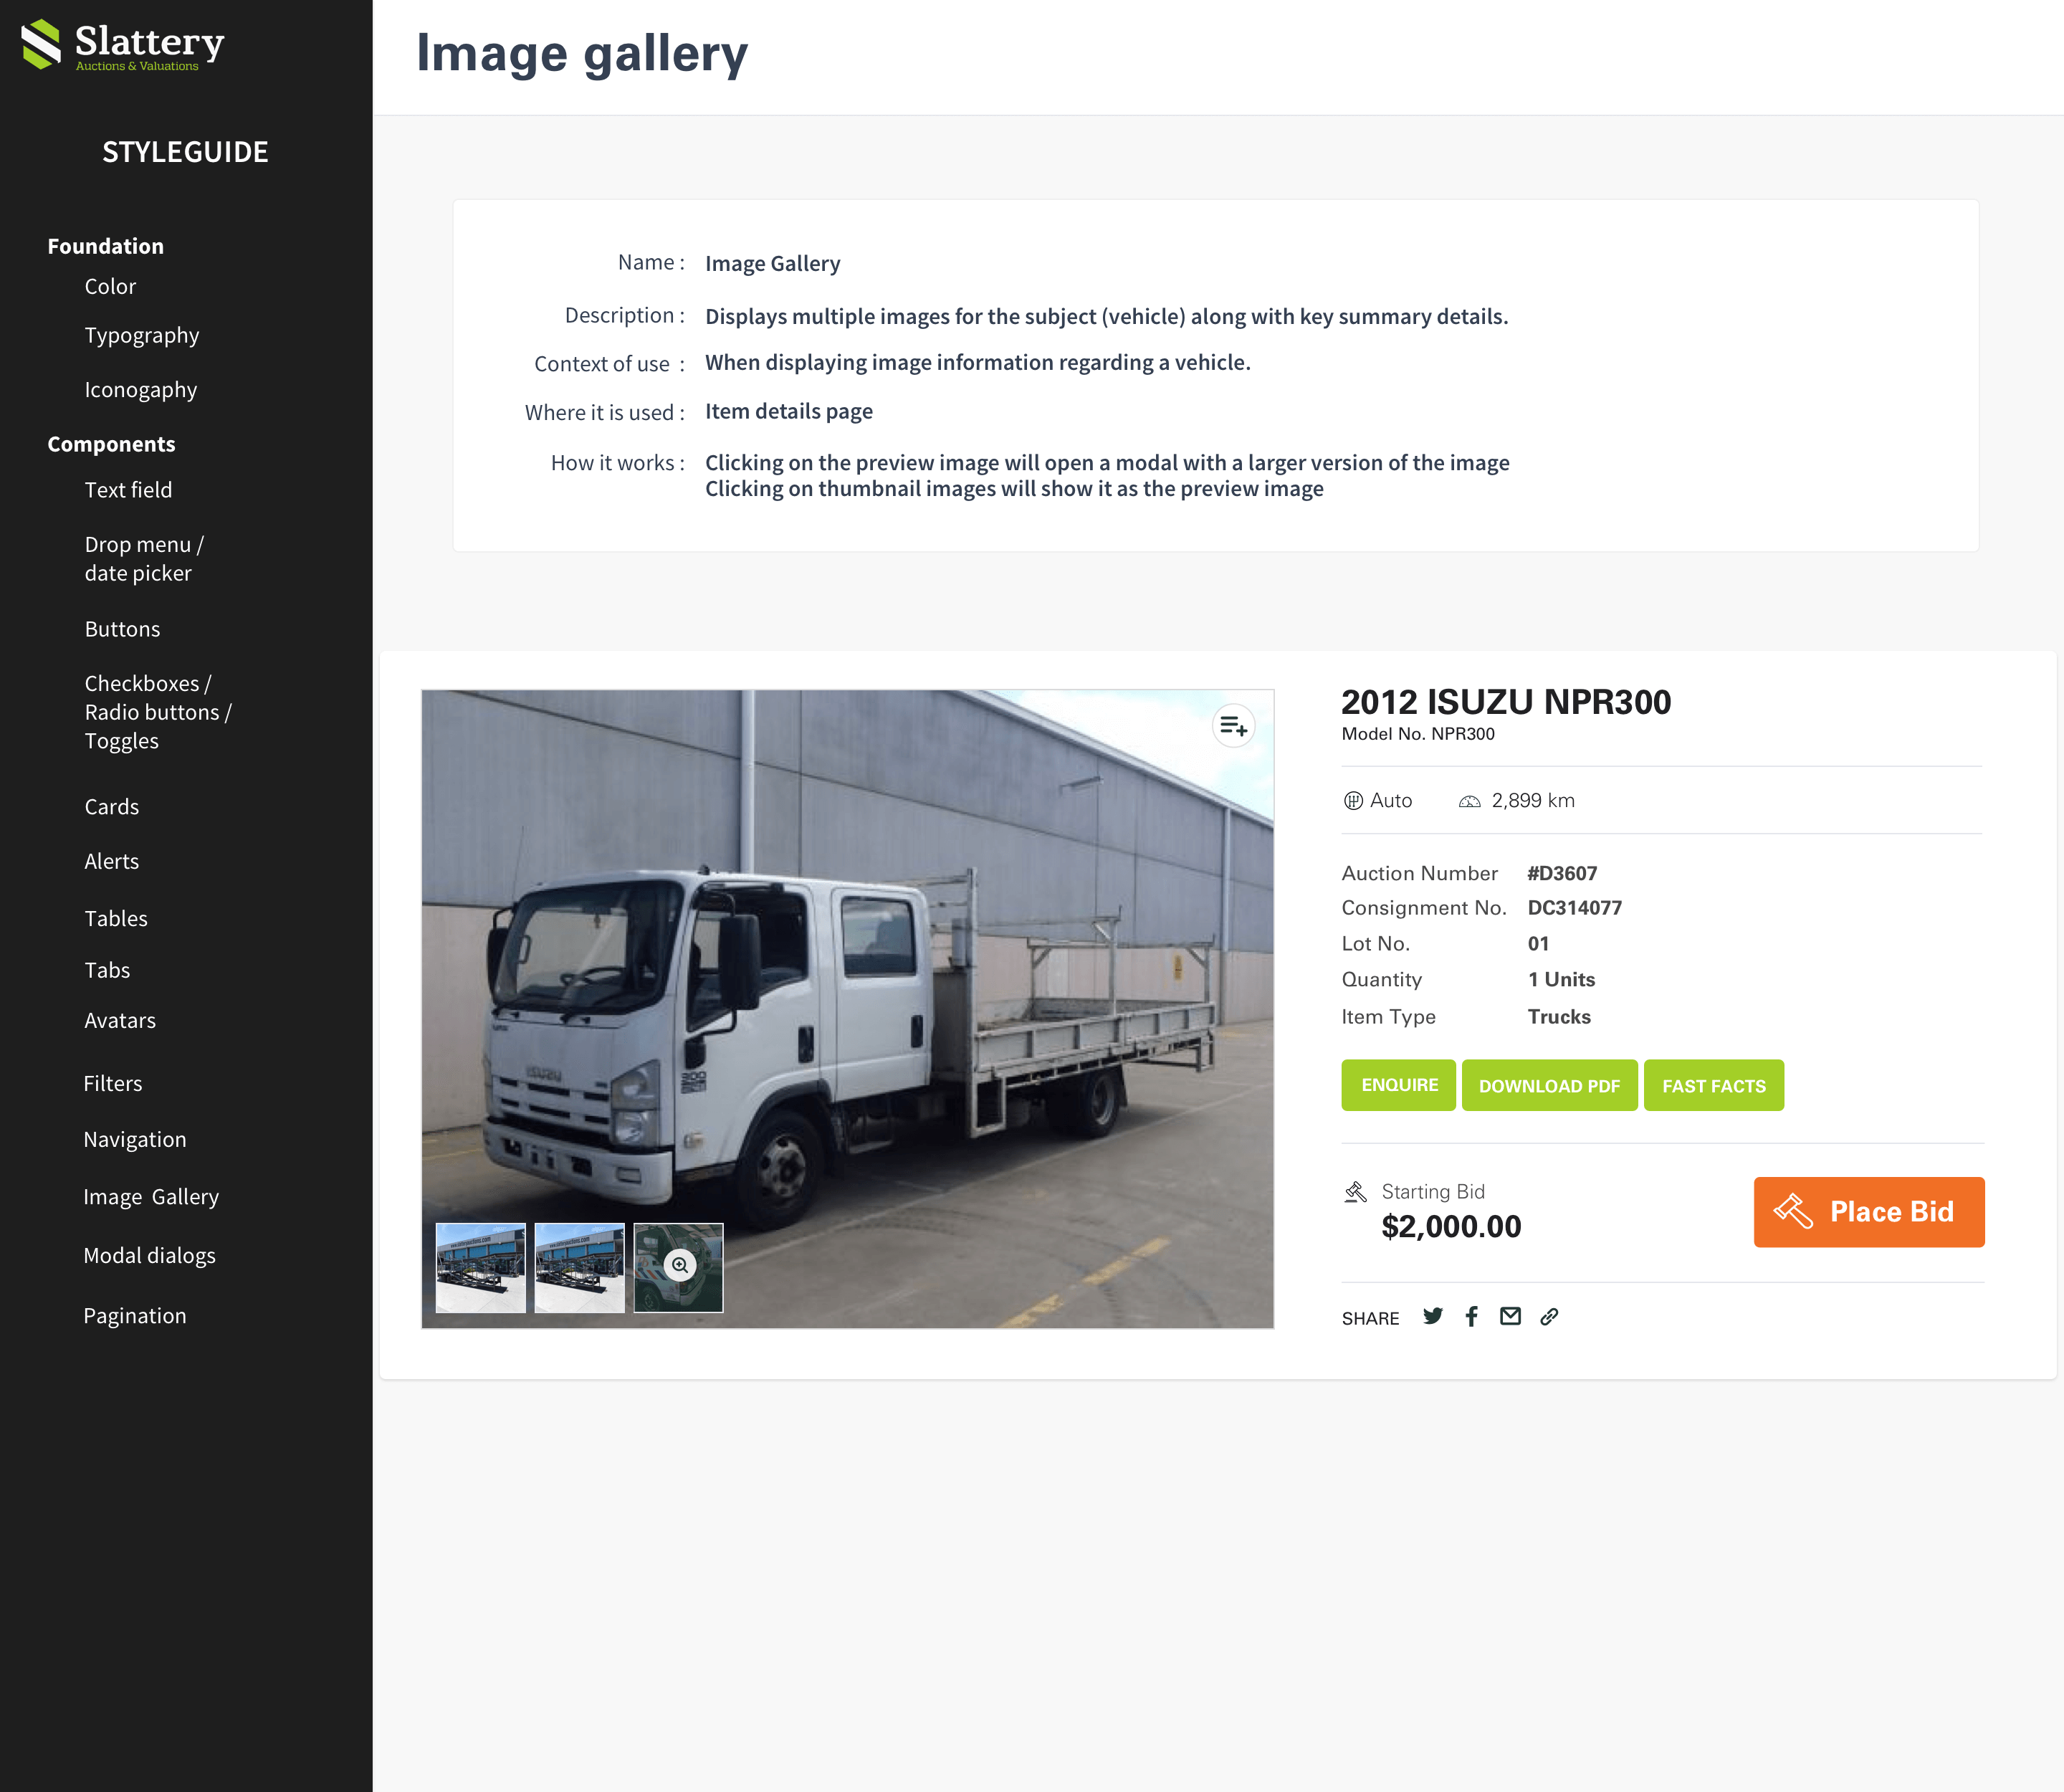 Slattery
Auctions & Valuations
STYLEGUIDE
Foundation
Color
Typography
Iconogaphy
Components
Text field
Drop menu /
date picker
Buttons
Checkboxes /
Radio buttons /
Toggles
Cards
Alerts
Tables
Tabs
Avatars
Filters
Navigation
Image Gallery
Modal dialogs
Pagination
Image gallery
Name : Image Gallery
Description : Displays multiple images for the subject (vehicle) along with key summary details.
Context of use : When displaying image information regarding a vehicle.
Where it is used : Item details page
How it works : Clicking on the preview image will open a modal with a larger version of the image
Clicking on thumbnail images will show it as the preview image
ISUZU
300
2012 ISUZU NPR300
Model No. NPR300
Auto 2,899 km
Auction Number #D3607
Consignment No. DC314077
Lot No. 01
Quantity 1 Units
Item Type Trucks
ENQUIRE DOWNLOAD PDF FAST FACTS
Starting Bid
$2,000.00
Place Bid
SHARE